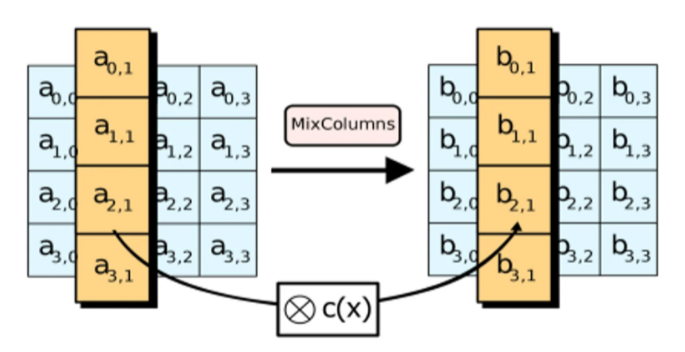 a0,0 a0,1 a0,2 a0,3
a1,0 a1,1 a1,2 a1,3
a2,0 a2,1 a2,2 a2,3
a3,0 a3,1 a3,2 a3,3
MixColumns
b0,0 b0,1 b0,2 b0,3
b1,0 b1,1 b1,2 b1,3
b2,0 b2,1 b2,2 b2,3
b3,0 b3,1 b3,2 b3,3
⊗ c(x)